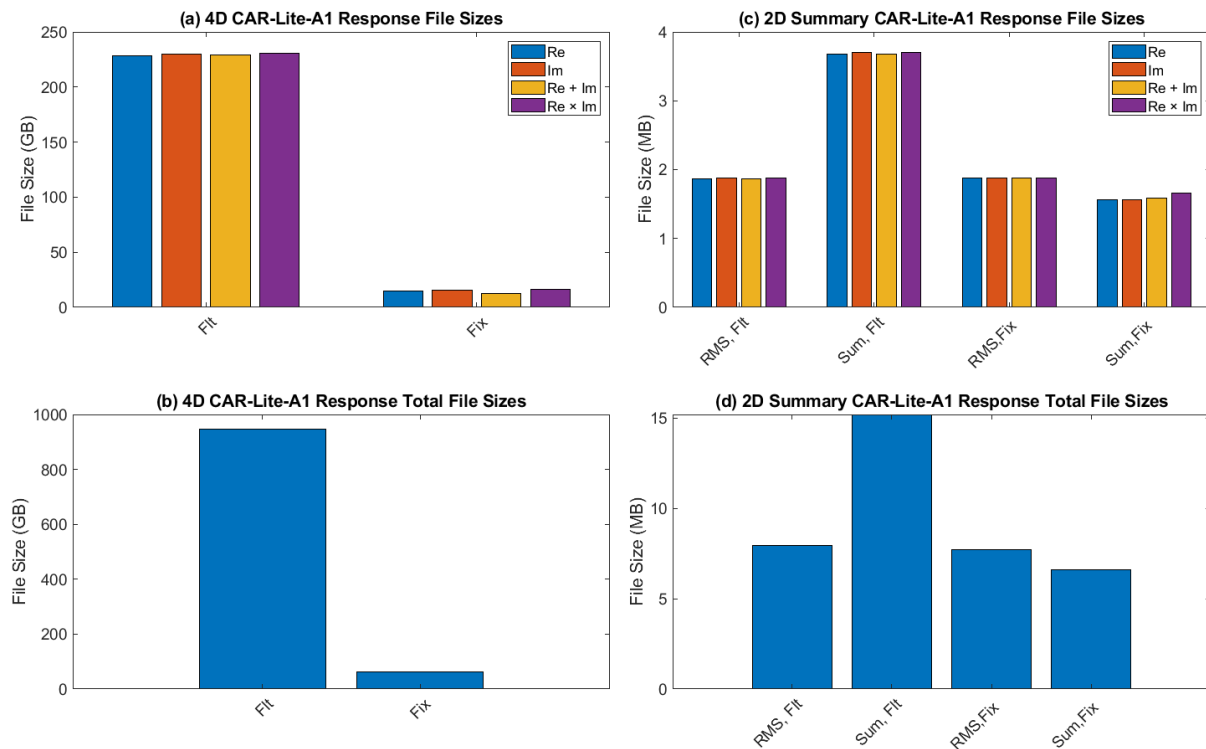 (a) 4D CAR-Lite-A1 Response File Sizes
250
200
150
100
50
0
File Size (GB)
Re
Im
Re + Im
Re × Im
Flt
Fix
(c) 2D Summary CAR-Lite-A1 Response File Sizes
4
3
2
1
0
File Size (MB)
Re
Im
Re + Im
Re × Im
RMS, Flt
Sum, Flt
RMS,Fix
Sum,Fix
(b) 4D CAR-Lite-A1 Response Total File Sizes
1000
800
600
400
200
0
File Size (GB)
Flt
Fix
(d) 2D Summary CAR-Lite-A1 Response Total File Sizes
15
10
5
0
File Size (MB)
RMS, Flt
Sum, Flt
RMS,Fix
Sum,Fix